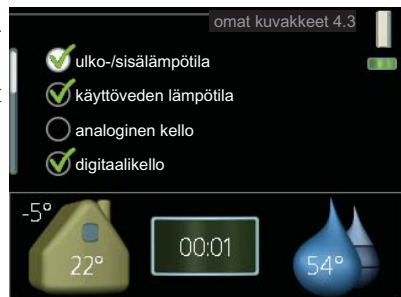 omat kuvakkeet 4.3
ulko-/sisälämpötila
käyttöveden lämpötila
analoginen kello
digitaalikello
-5°
22°
00:01
54°